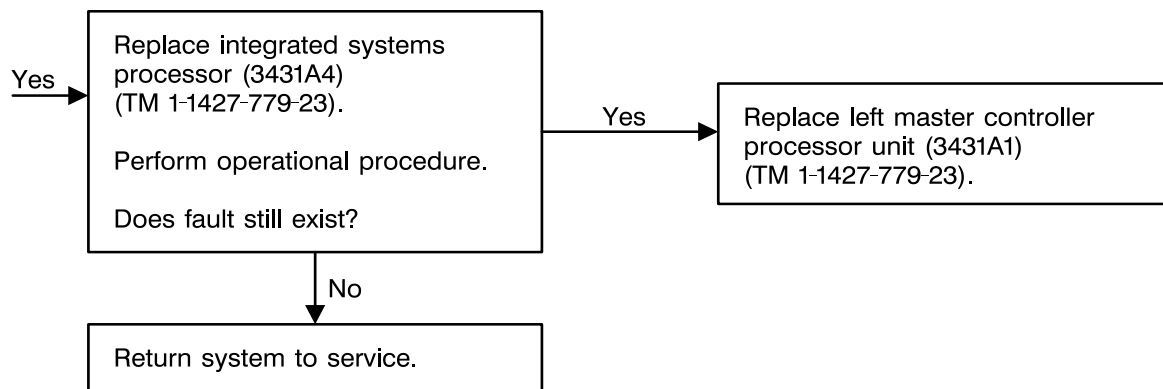 Yes
Replace integrated systems
processor (3431A4)
(TM 1-1427-779-23).
Perform operational procedure.
Does fault still exist?
Yes
Replace left master controller
processor unit (3431A1)
(TM 1-1427-779-23).
No
Return system to service.